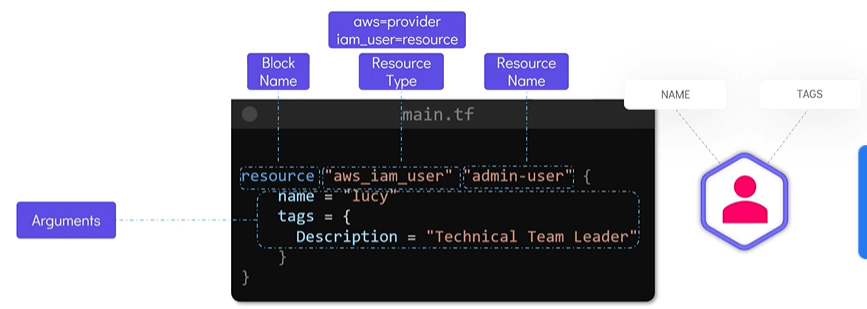 aws=provider
iam_user=resource
Block
Name
Resource
Type
Resource
Name
NAME
TAGS
main.tf
resource "aws_iam_user" "admin-user" {
name = "lucy"
tags = {
Description = "Technical Team Leader"
}
}
Arguments